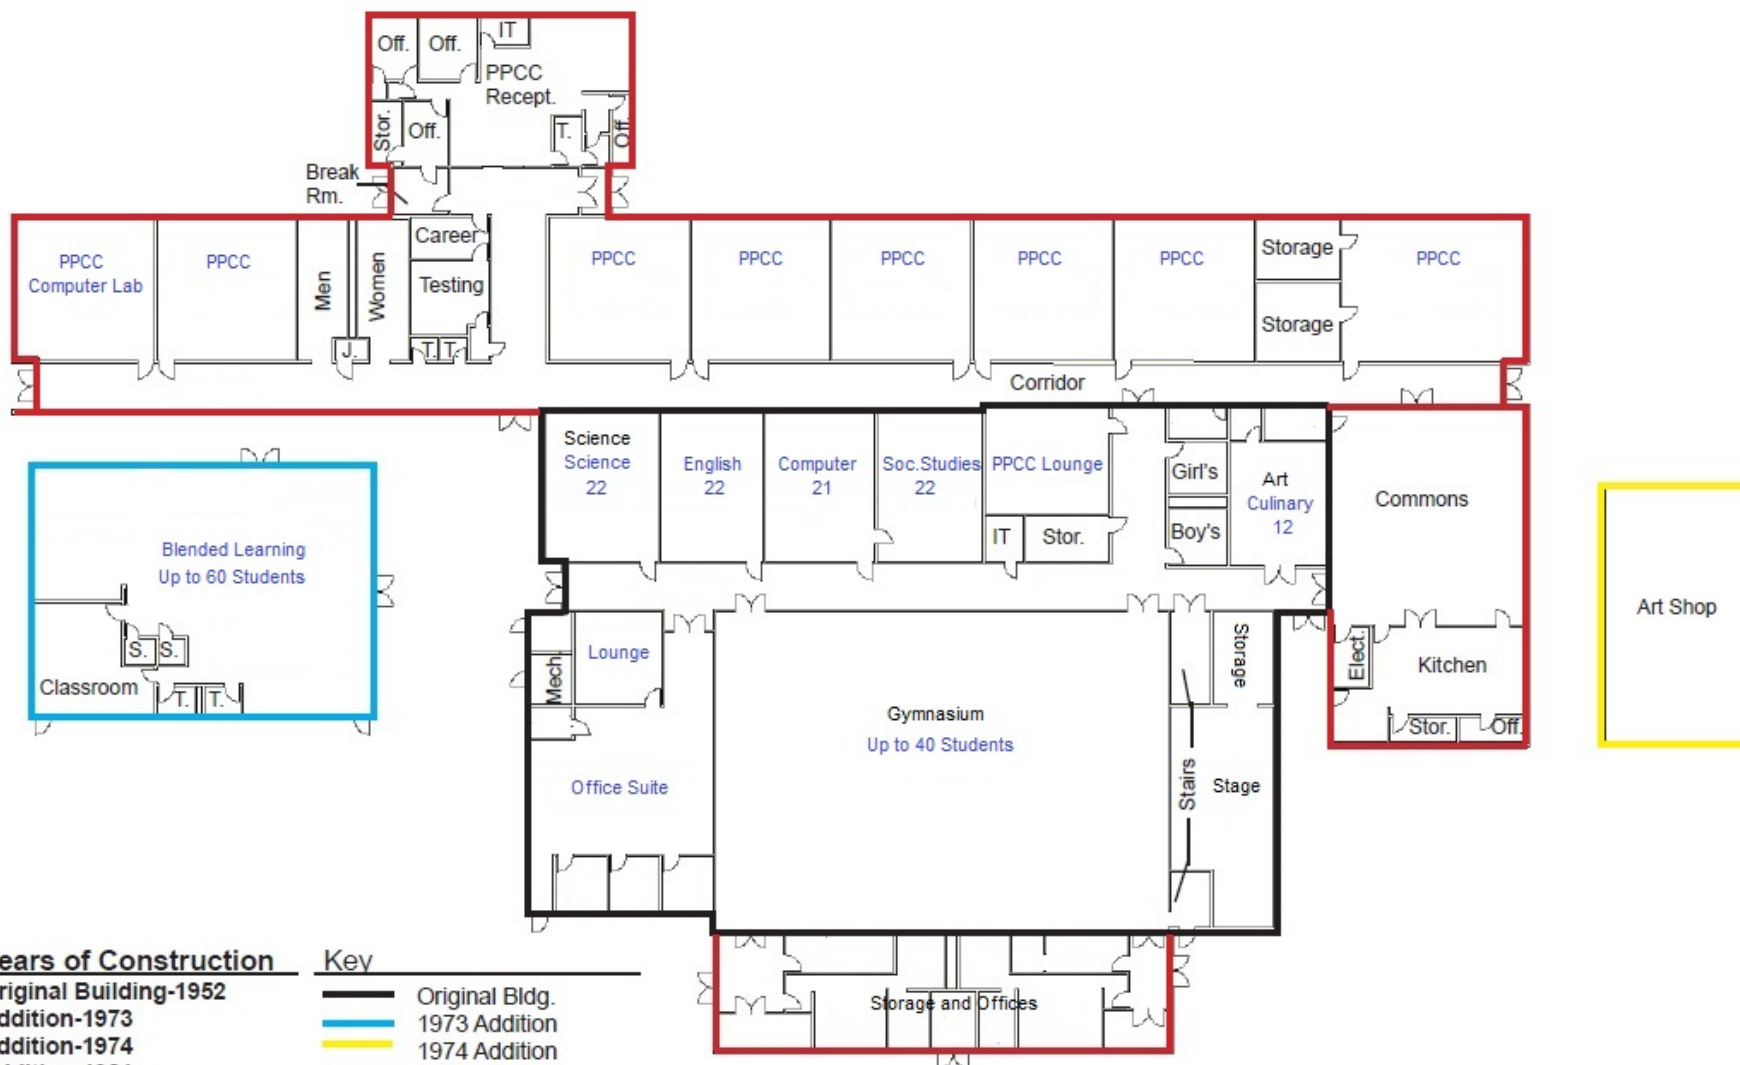 IT
Off.
Off.
PPCC
Recept.
Stor.
Off.
T.
Off.
Break
Rm.
PPCC
Computer Lab
PPCC
Men
Women
Career
Testing
J.
T.
T.
PPCC
PPCC
PPCC
PPCC
PPCC
Storage
Storage
PPCC
Corridor
Science
Science
22
English
22
Computer
21
Soc.Studies
22
PPCC Lounge
IT
Stor.
Girl's
Boy's
Art
Culinary
12
Commons
Blended Learning
Up to 60 Students
S.
S.
Classroom
T.
T.
Mech.
Lounge
Office Suite
Gymnasium
Up to 40 Students
Storage
Stairs
Stage
Elect.
Kitchen
Stor.
Off.
Art Shop
Storage and Offices
ears of Construction
riginal Building-1952
ddition-1973
ddition-1974
Key
Original Bldg.
1973 Addition
1974 Addition